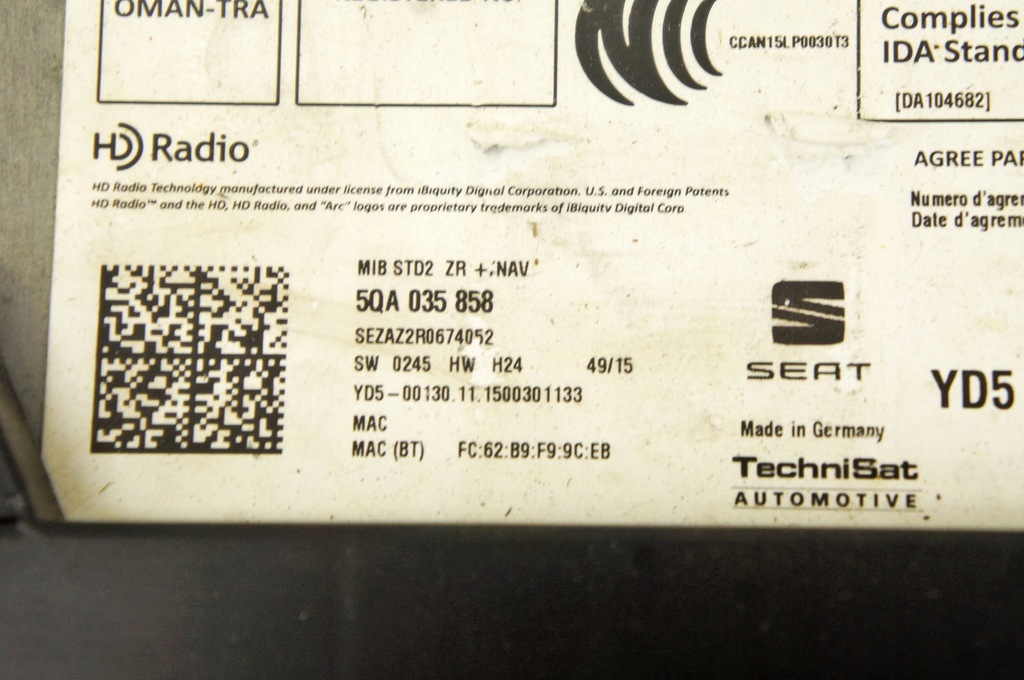 OMAN-TRA
CCAN15LP0030T3
Complies
IDA Stand
[DA104682]
HD Radio
AGREE PAR
HD Radio Technology manufactured under license from iBiquity Digital Corporation. U.S. and Foreign Patents
HD Radio™ and the HD, HD Radio, and "Arc" logos are proprietary trademarks of iBiquity Digital Corp.
Numero d'agrem
Date d'agreme
MIB STD2 ZR + NAV
5QA 035 858
SEZAZ2R0674052
SW 0245 HW H24 49/15
YD5-00130.11.1500301133
MAC
MAC (BT) FC:62:B9:F9:9C:EB
SEAT
YD5
Made in Germany
TechniSat
AUTOMOTIVE